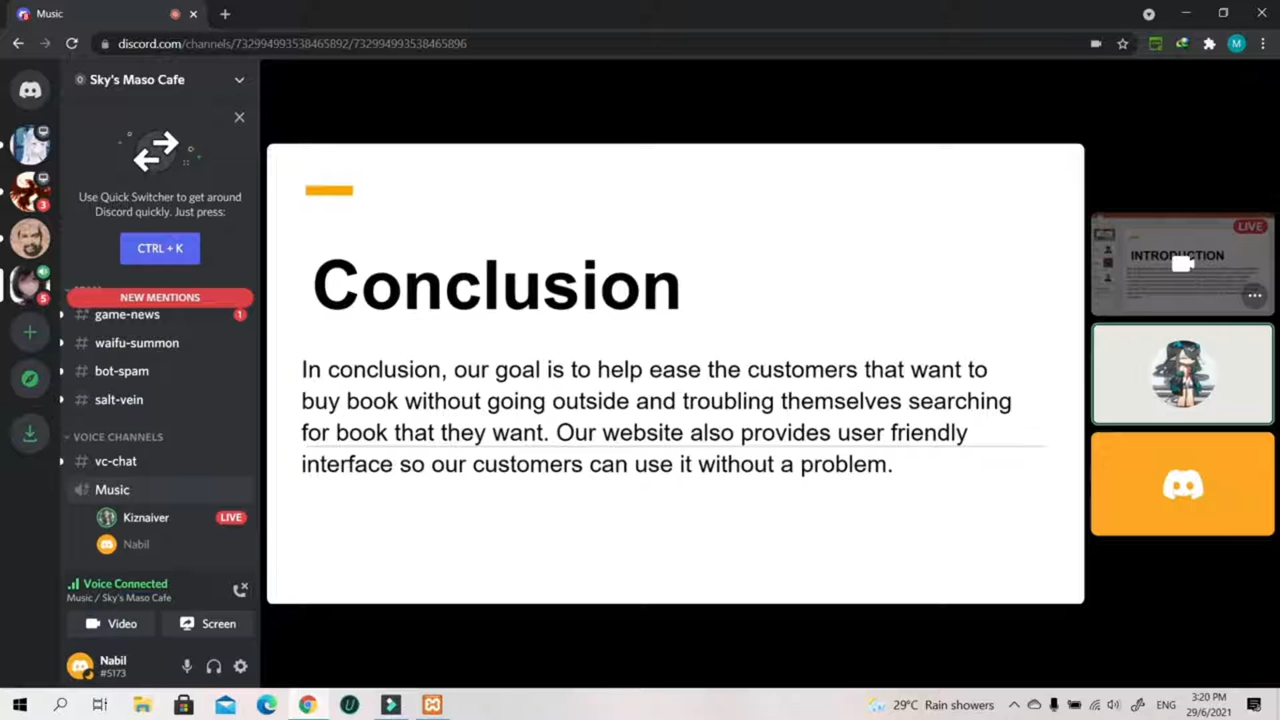 Music
discord.com/channels/732994993538465892/732994993538465896
M
Sky's Maso Cafe
Use Quick Switcher to get around
Discord quickly. Just press:
CTRL + K
NEW MENTIONS
game-news
1
waifu-summon
bot-spam
salt-vein
VOICE CHANNELS
vc-chat
Music
Kiznaiver
LIVE
Nabil
Voice Connected
Music / Sky's Maso Cafe
Video
Screen
Nabil
#5173
3
5
Conclusion
In conclusion, our goal is to help ease the customers that want to
buy book without going outside and troubling themselves searching
for book that they want. Our website also provides user friendly
interface so our customers can use it without a problem.
LIVE
INTRODUCTION
29°C Rain showers
ENG
3:20 PM
29/6/2021